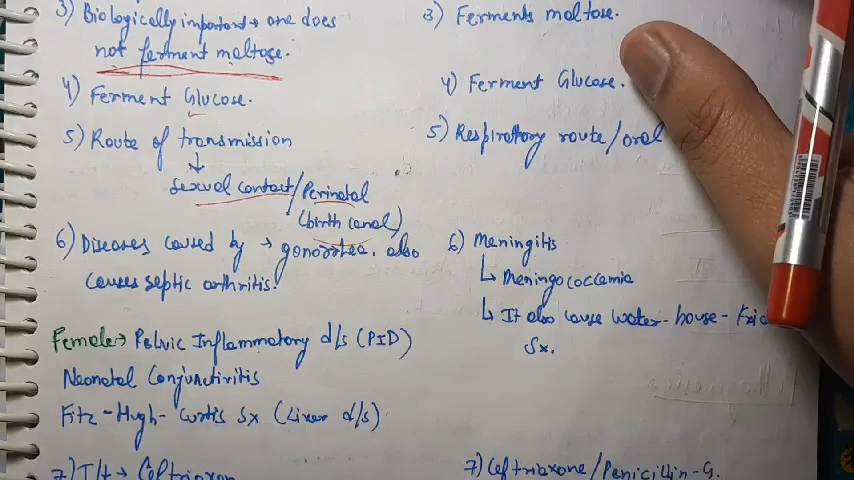 3) Biologically important → one does
not ferment maltose.
4) Ferment Glucose.
5) Route of transmission
↓
Sexual contact/Perinatal
(birth canal)
6) Diseases caused by → gonorrhea. also
causes septic arthritis.
Female → Pelvic Inflammatory d/s (PID)
Neonatal Conjunctivitis
Fitz-Hugh-Curtis Sx (Liver d/s)
7) T/t → Ceftriaxon
3) Ferments maltose.
4) Ferment Glucose.
5) Respiratory route/oral
6) Meningitis
↳ Meningococcemia
↳ It also cause water-house-
Sx.
7) Ceftriaxone/Penicillin-G.